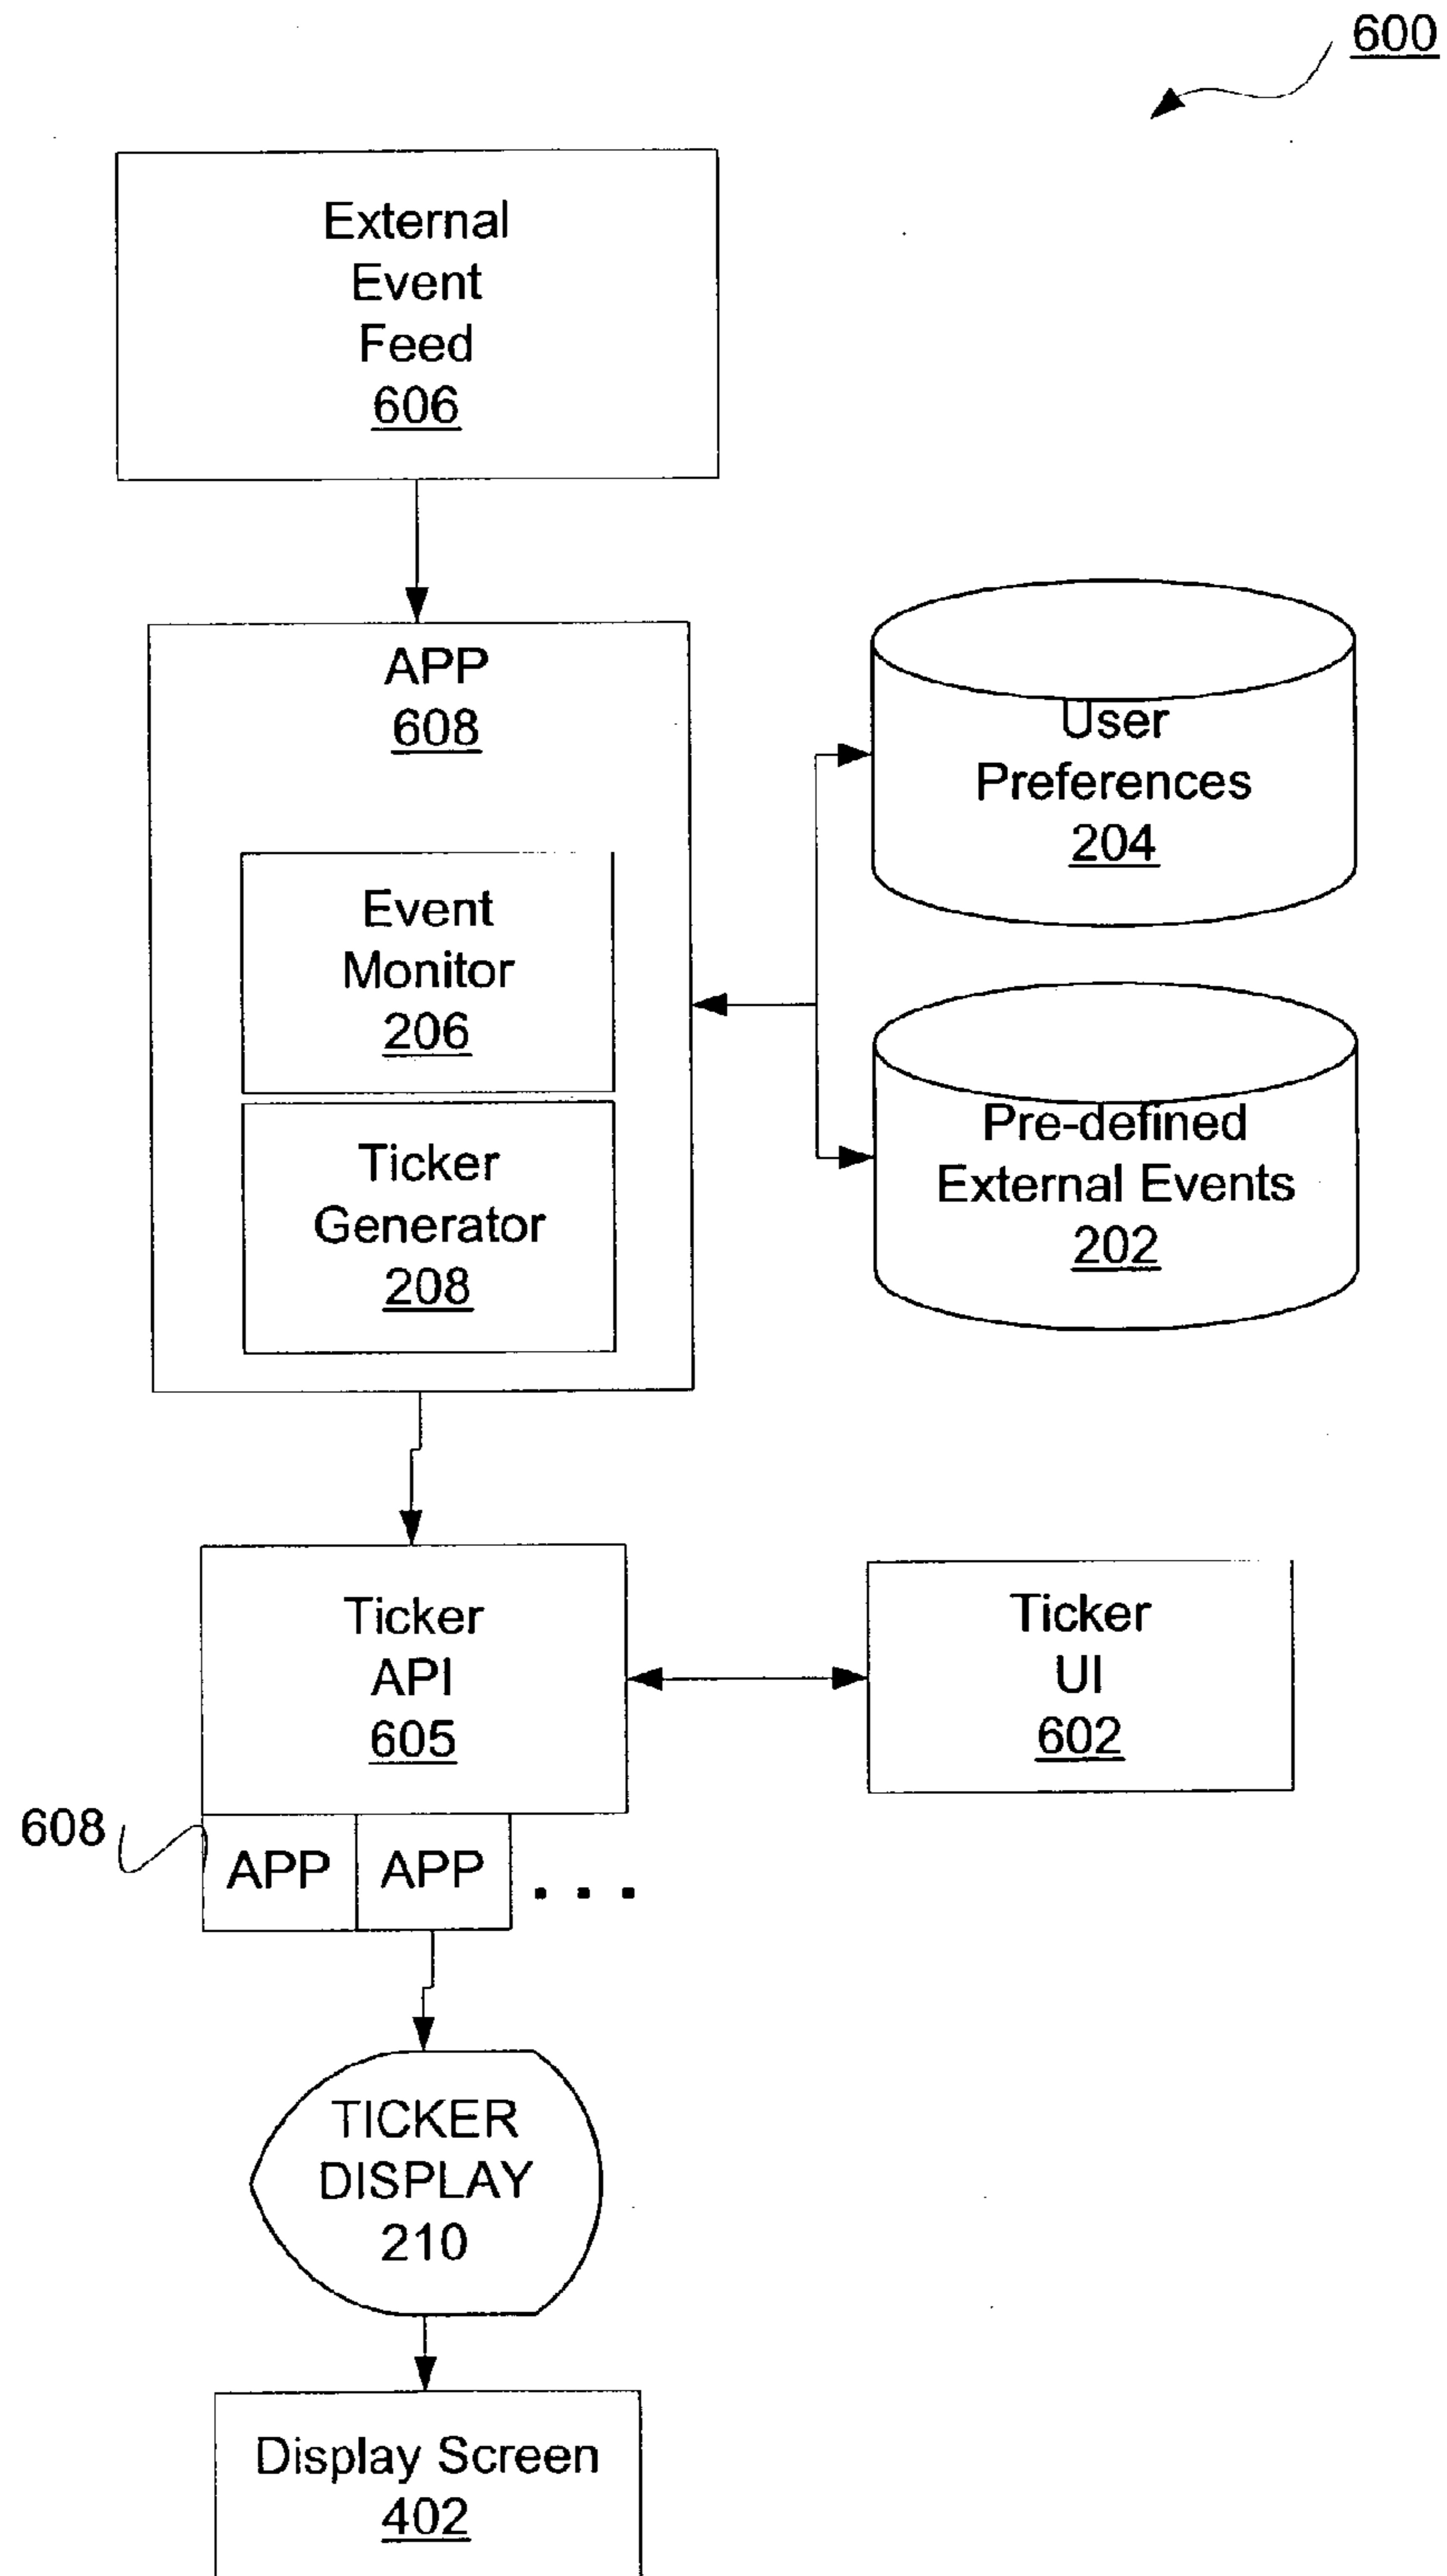 600
External
Event
Feed
606
APP
608
Event
Monitor
206
Ticker
Generator
208
User
Preferences
204
Pre-defined
External Events
202
Ticker
API
605
Ticker
UI
602
608
APP
APP
. . .
TICKER
DISPLAY
210
Display Screen
402